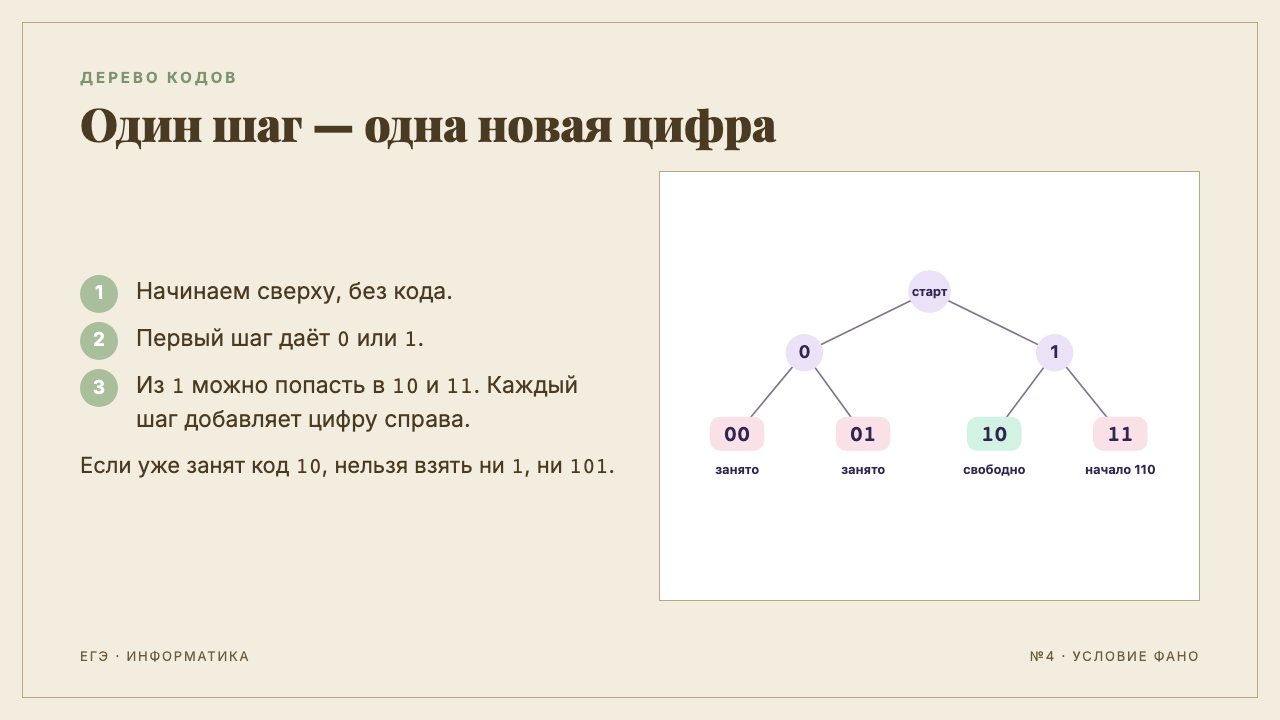 ДЕРЕВО КОДОВ
Один шаг — одна новая цифра
1 Начинаем сверху, без кода.
2 Первый шаг даёт 0 или 1.
3 Из 1 можно попасть в 10 и 11. Каждый
шаг добавляет цифру справа.
Если уже занят код 10, нельзя взять ни 1, ни 101.
старт
0 1
00 01 10 11
занято занято свободно начало 110
ЕГЭ · ИНФОРМАТИКА
№4 · УСЛОВИЕ ФАНО